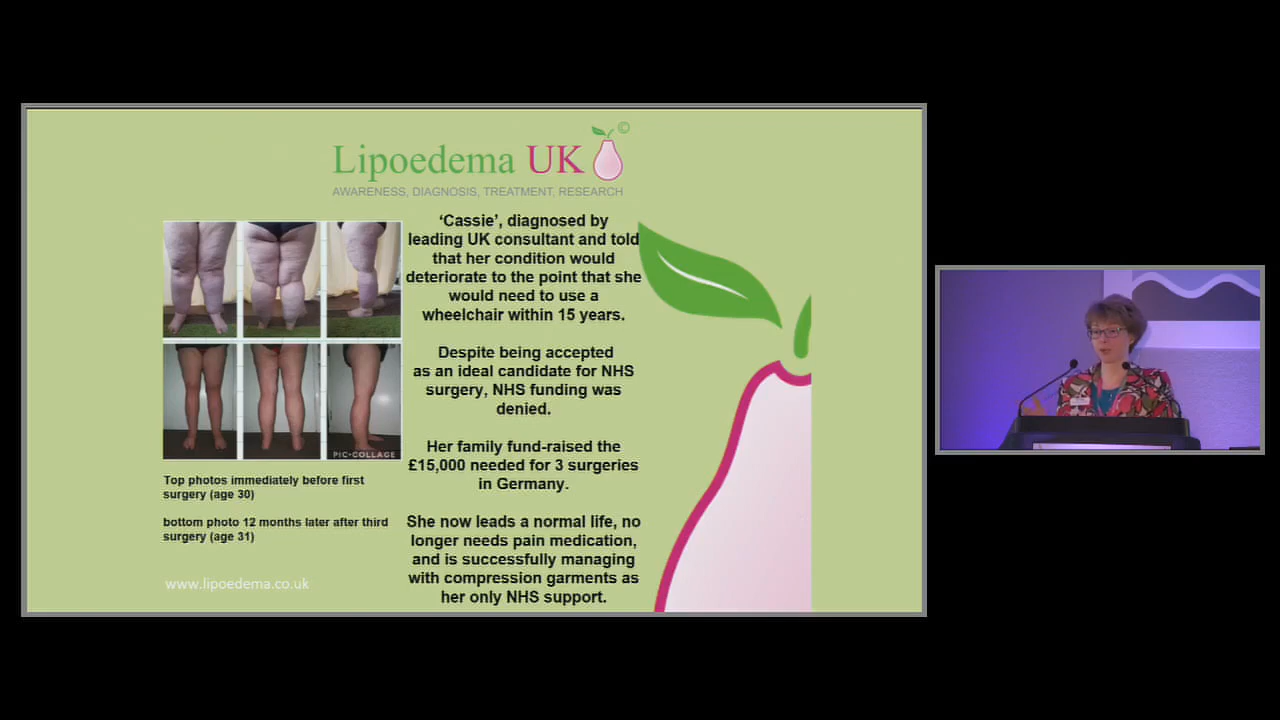 Lipoedema UK ©
AWARENESS, DIAGNOSIS, TREATMENT, RESEARCH
‘Cassie’, diagnosed by
leading UK consultant and told
that her condition would
deteriorate to the point that she
would need to use a
wheelchair within 15 years.
Despite being accepted
as an ideal candidate for NHS
surgery, NHS funding was
denied.
Her family fund-raised the
£15,000 needed for 3 surgeries
in Germany.
She now leads a normal life, no
longer needs pain medication,
and is successfully managing
with compression garments as
her only NHS support.
PIC•COLLAGE
Top photos immediately before first
surgery (age 30)
bottom photo 12 months later after third
surgery (age 31)
www.lipoedema.co.uk